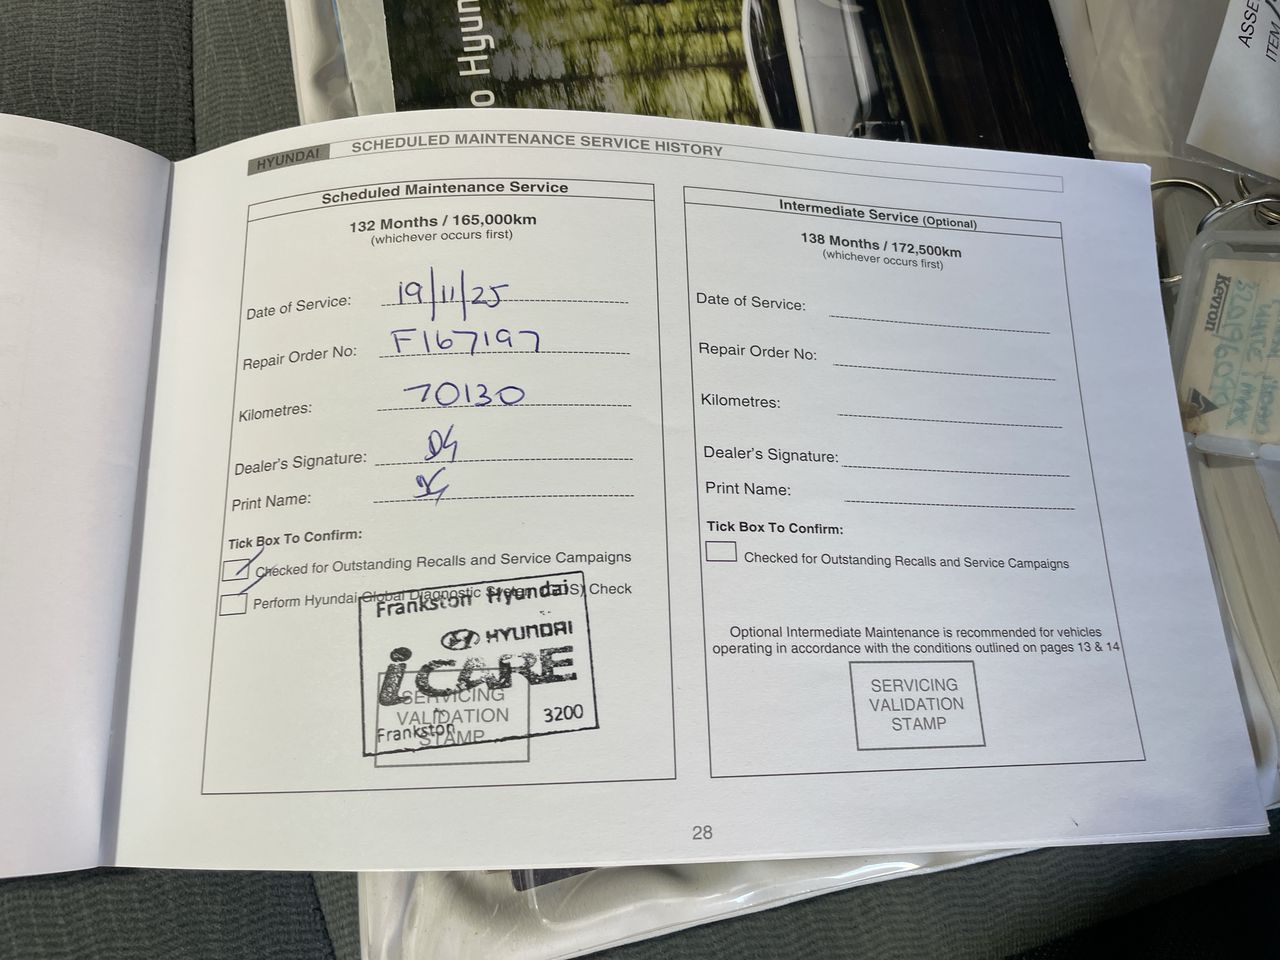 o Hyun
ASSE
ITEM /
HYUNDAI
SCHEDULED MAINTENANCE SERVICE HISTORY
Scheduled Maintenance Service
132 Months / 165,000km
(whichever occurs first)
Date of Service: 19/11/25
Repair Order No: F167197
Kilometres: 70130
Dealer's Signature: DG
Print Name: DG
Tick Box To Confirm:
Checked for Outstanding Recalls and Service Campaigns
Perform Hyundai Global Diagnostic System (GDS) Check
Frankston Hyundai
HYUNDAI
iCARE
SERVICING
VALIDATION
STAMP
Frankston 3200
Intermediate Service (Optional)
138 Months / 172,500km
(whichever occurs first)
Date of Service:
Repair Order No:
Kilometres:
Dealer's Signature:
Print Name:
Tick Box To Confirm:
Checked for Outstanding Recalls and Service Campaigns
Optional Intermediate Maintenance is recommended for vehicles
operating in accordance with the conditions outlined on pages 13 & 14
SERVICING
VALIDATION
STAMP
28
Kevron
WHITE IMAX